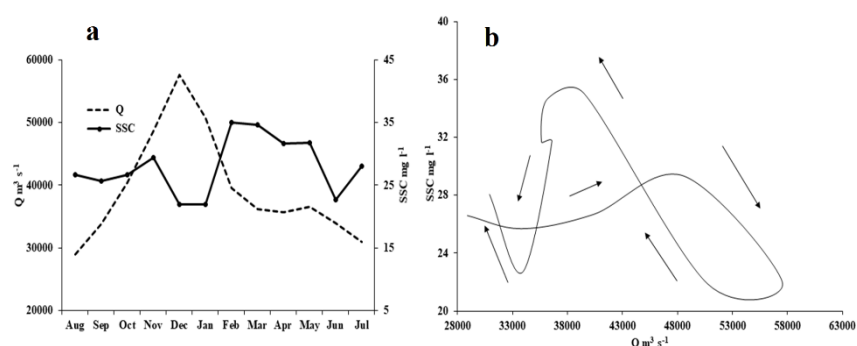 a
60000
50000
40000
30000
20000
Q m³ s⁻¹
45
35
25
15
5
SSC mg l⁻¹
Q
SSC
Aug Sep Oct Nov Dec Jan Feb Mar Apr May Jun Jul
b
40
36
32
28
24
20
SSC mg l⁻¹
28000 33000 38000 43000 48000 53000 58000 63000
Q m³ s⁻¹